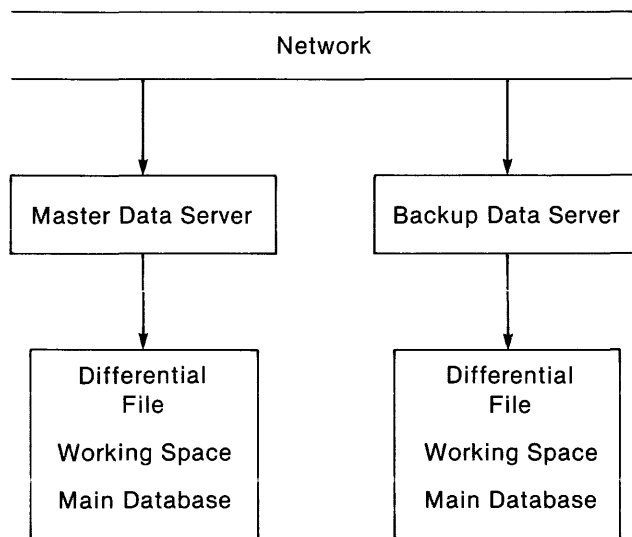 Network
Master Data Server
Backup Data Server
Differential
File
Working Space
Main Database
Differential
File
Working Space
Main Database